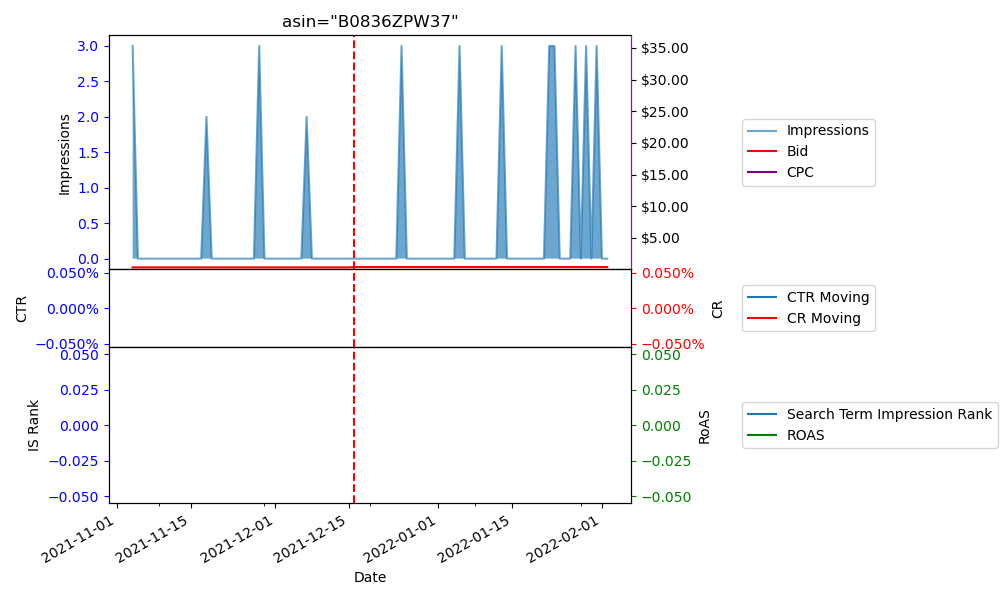 asin="B0836ZPW37"
3.0
2.5
2.0
1.5
1.0
0.5
0.0
Impressions
$35.00
$30.00
$25.00
$20.00
$15.00
$10.00
$5.00
Impressions
Bid
CPC
0.050%
0.000%
−0.050%
CTR
0.050%
0.000%
−0.050%
CR
CTR Moving
CR Moving
0.050
0.025
0.000
−0.025
−0.050
IS Rank
0.050
0.025
0.000
−0.025
−0.050
RoAS
Search Term Impression Rank
ROAS
2021-11-01
2021-11-15
2021-12-01
2021-12-15
2022-01-01
2022-01-15
2022-02-01
Date